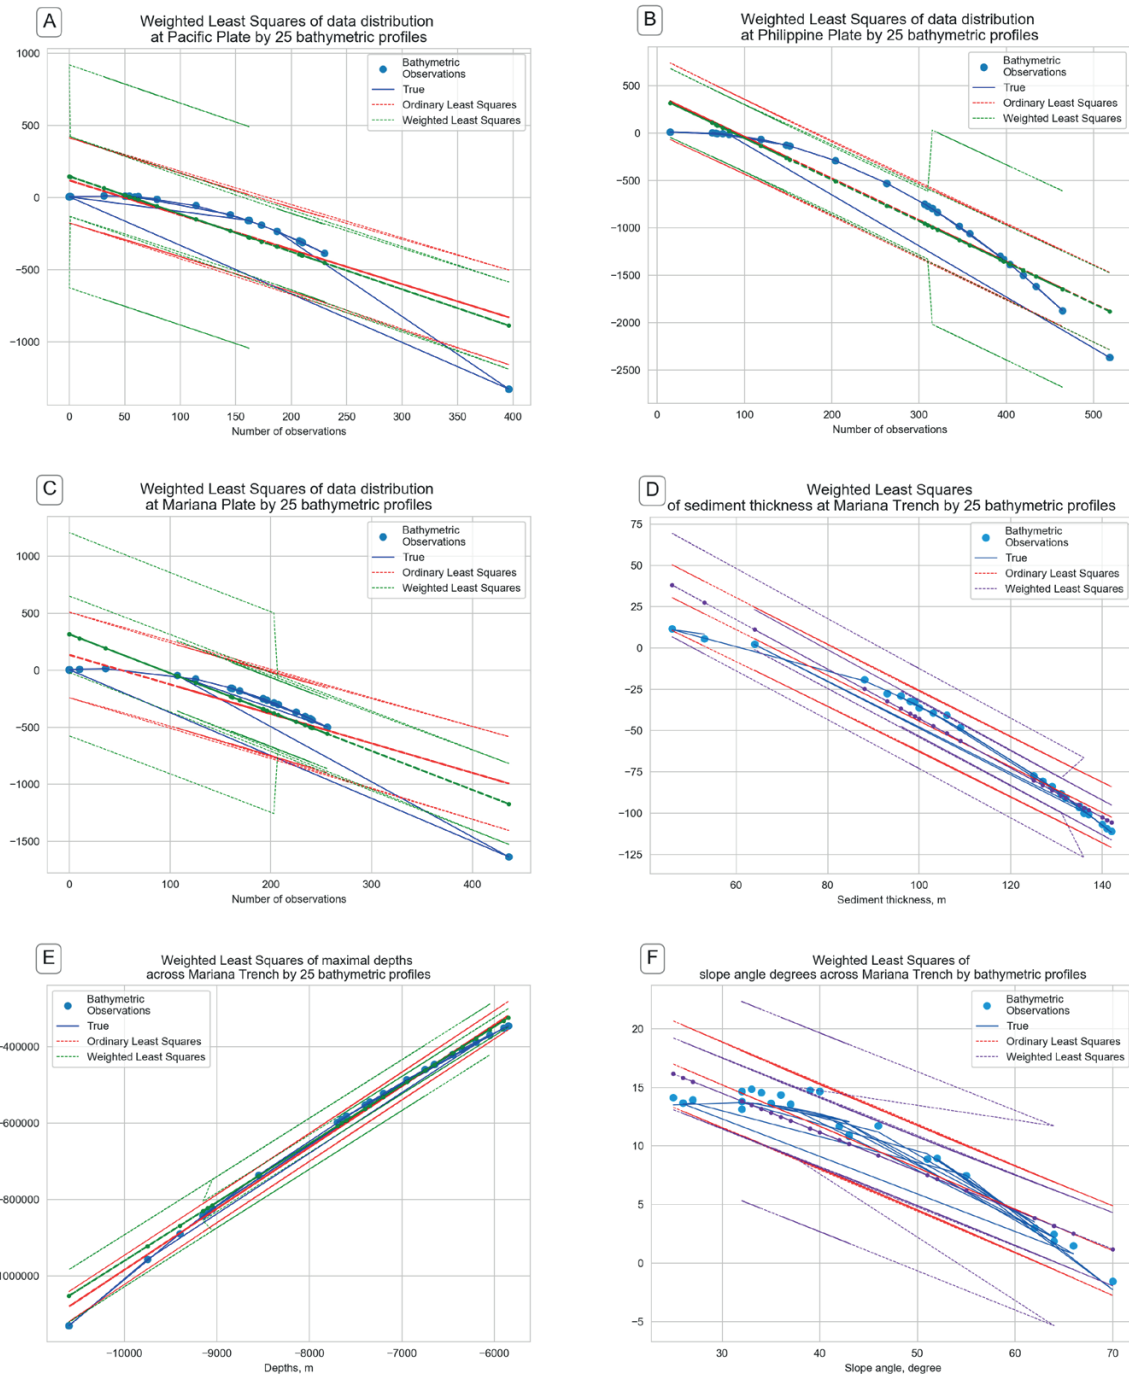 A
Weighted Least Squares of data distribution
at Pacific Plate by 25 bathymetric profiles
1000
500
0
−500
−1000
0 50 100 150 200 250 300 350 400
Number of observations
Bathymetric
Observations
True
Ordinary Least Squares
Weighted Least Squares
B
Weighted Least Squares of data distribution
at Philippine Plate by 25 bathymetric profiles
500
0
−500
−1000
−1500
−2000
−2500
0 100 200 300 400 500
Number of observations
Bathymetric
Observations
True
Ordinary Least Squares
Weighted Least Squares
C
Weighted Least Squares of data distribution
at Mariana Plate by 25 bathymetric profiles
1000
500
0
−500
−1000
−1500
0 100 200 300 400
Number of observations
Bathymetric
Observations
True
Ordinary Least Squares
Weighted Least Squares
D
Weighted Least Squares
of sediment thickness at Mariana Trench by 25 bathymetric profiles
75
50
25
0
−25
−50
−75
−100
−125
60 80 100 120 140
Sediment thickness, m
Bathymetric
Observations
True
Ordinary Least Squares
Weighted Least Squares
E
Weighted Least Squares of maximal depths
across Mariana Trench by 25 bathymetric profiles
−400000
−600000
−800000
1000000
−10000 −9000 −8000 −7000 −6000
Depths, m
Bathymetric
Observations
True
Ordinary Least Squares
Weighted Least Squares
F
Weighted Least Squares of
slope angle degrees across Mariana Trench by bathymetric profiles
20
15
10
5
0
−5
30 40 50 60 70
Slope angle, degree
Bathymetric
Observations
True
Ordinary Least Squares
Weighted Least Squares